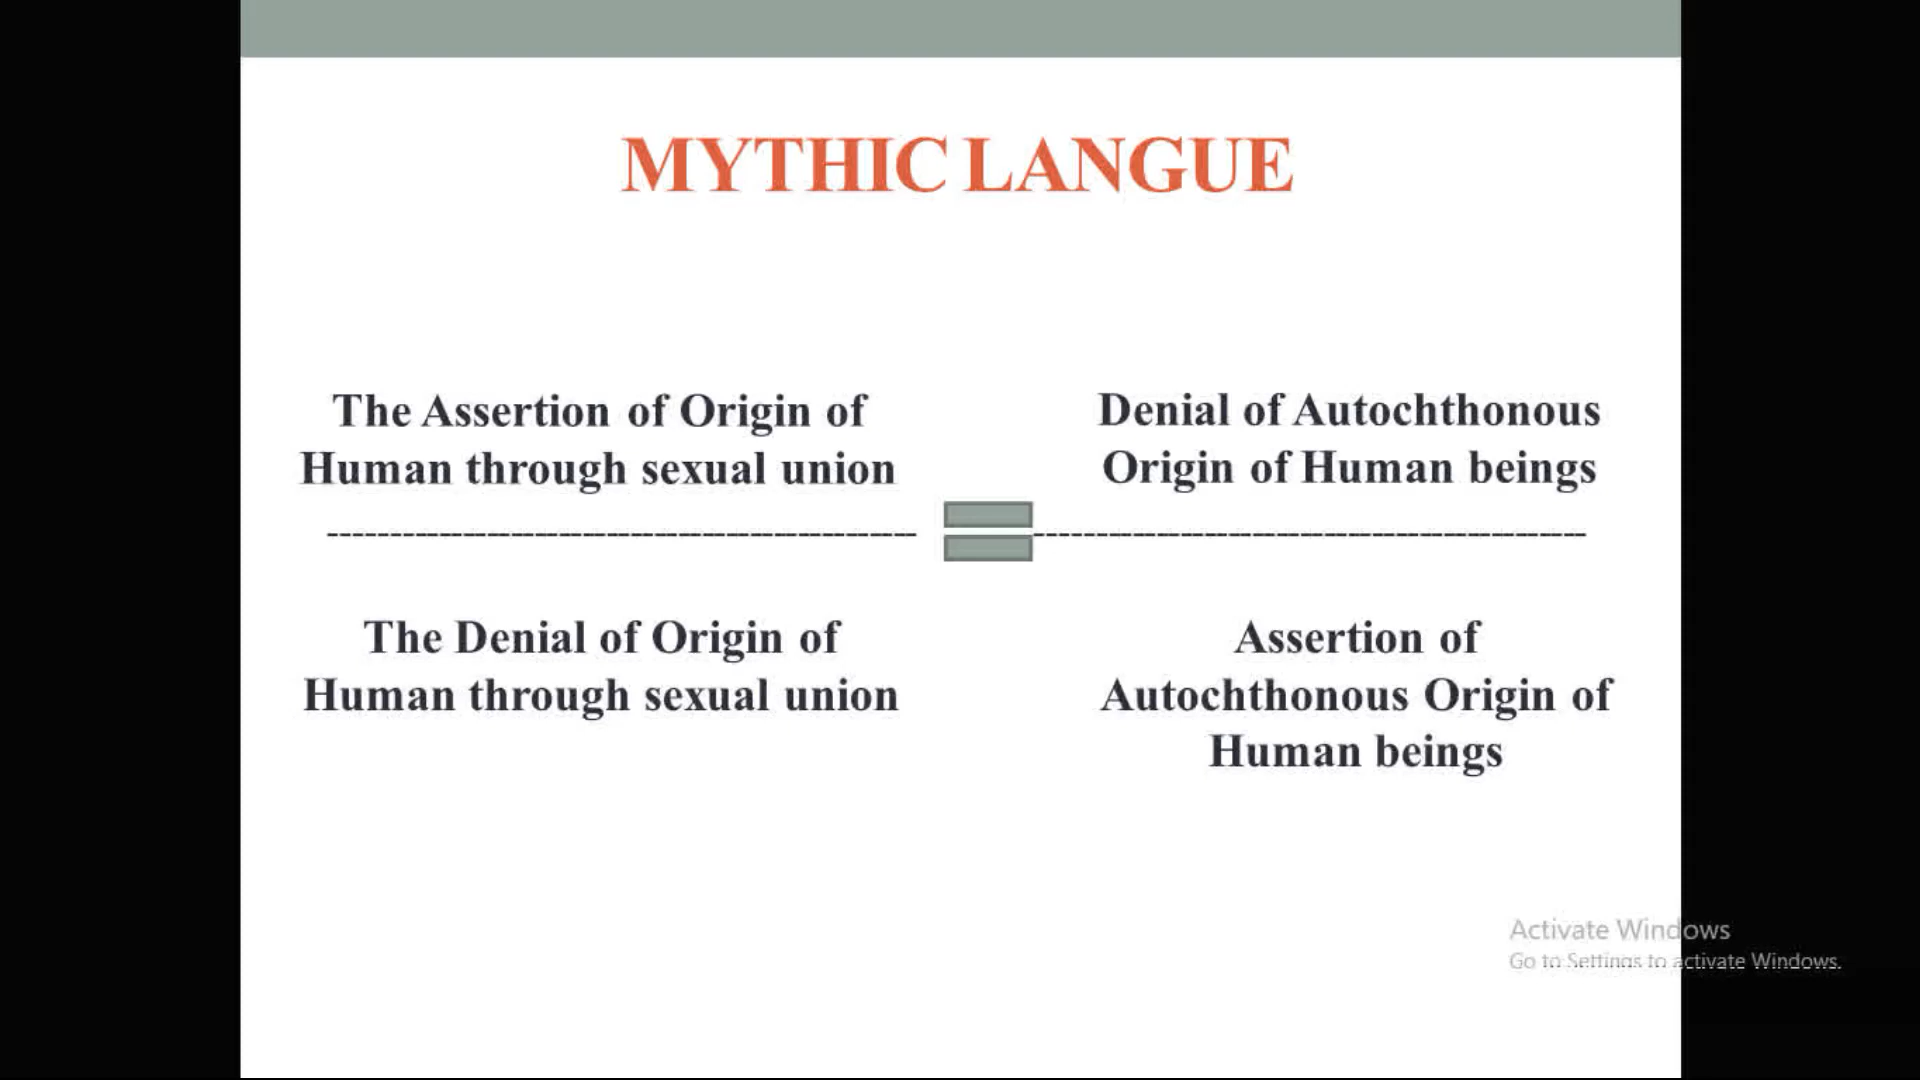 MYTHIC LANGUE
The Assertion of Origin of
Human through sexual union
Denial of Autochthonous
Origin of Human beings
The Denial of Origin of
Human through sexual union
Assertion of
Autochthonous Origin of
Human beings
Activate Windows
Go to Settings to activate Windows.